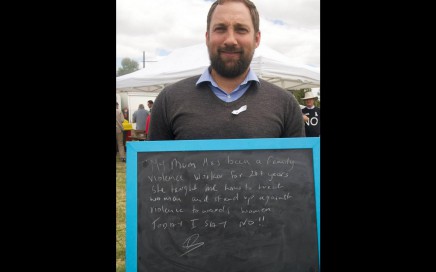 My Mum Has been a Family
violence worker for 20+ years
She taught me how to treat
women and stand up against
violence towards women
TODAY I SAY NO!!
NO